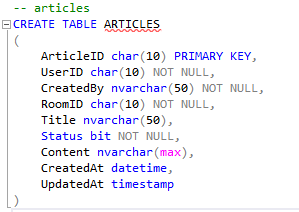 -- articles
CREATE TABLE ARTICLES
(
ArticleID char(10) PRIMARY KEY,
UserID char(10) NOT NULL,
CreatedBy nvarchar(50) NOT NULL,
RoomID char(10) NOT NULL,
Title nvarchar(50),
Status bit NOT NULL,
Content nvarchar(max),
CreatedAt datetime,
UpdatedAt timestamp
)